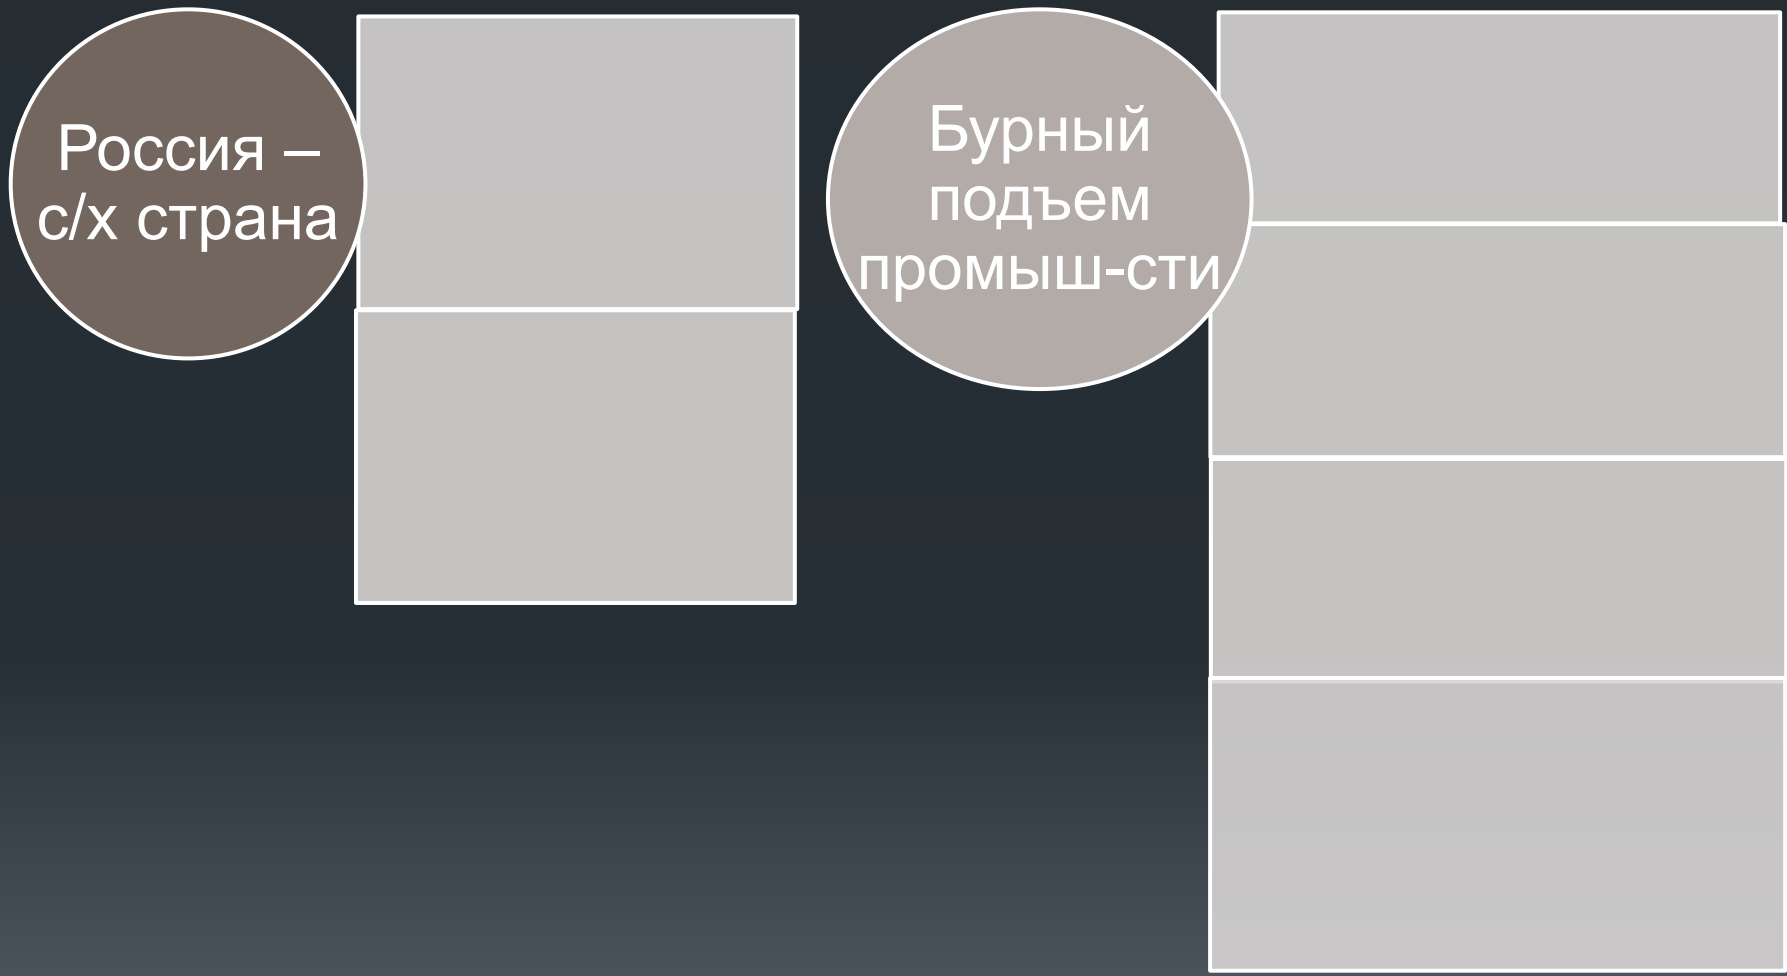 Россия –
с/х страна
Бурный
подъем
промыш-сти